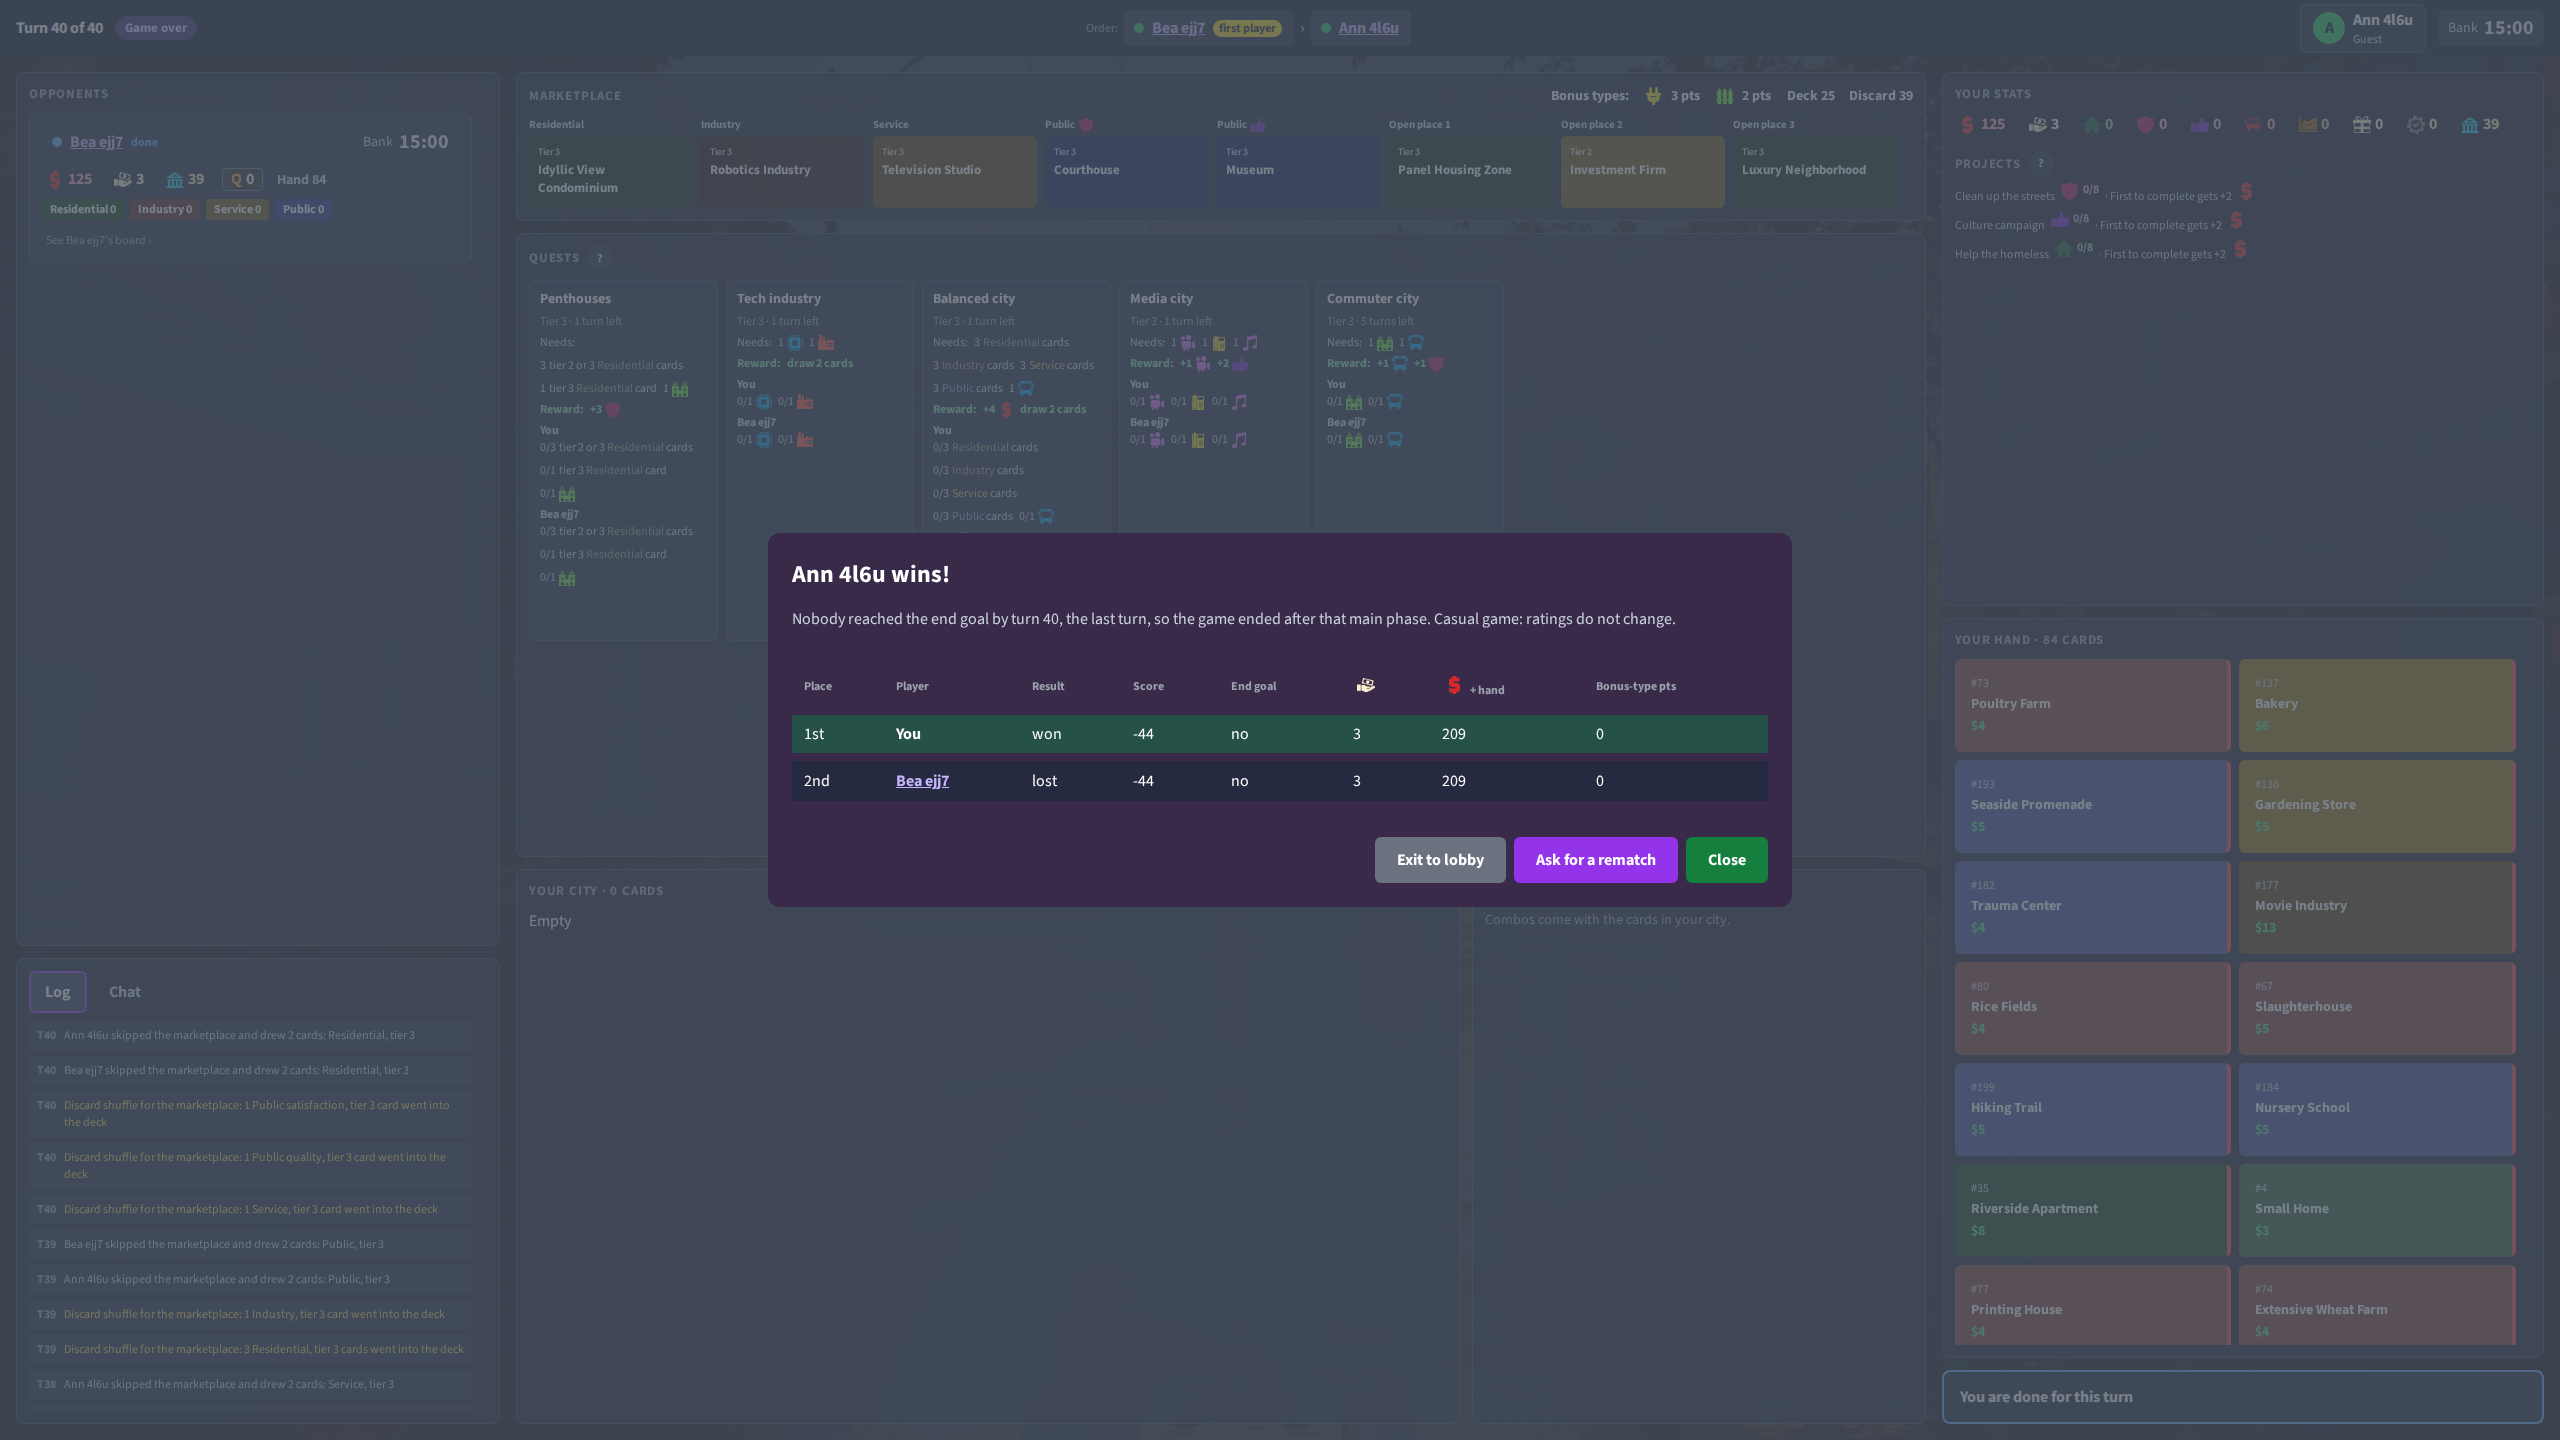 Turn 40 of 40 Game over
Order: Bea ejj7 first player › Ann 4l6u
A Ann 4l6u
Guest
Bank 15:00
OPPONENTS
Bea ejj7 done
Bank 15:00
125 3 39 Q 0 Hand 84
Residential 0 Industry 0 Service 0 Public 0
See Bea ejj7's board ›
MARKETPLACE
Bonus types: 3 pts 2 pts Deck 25 Discard 39
Residential
Tier 3
Idyllic View
Condominium
Industry
Tier 3
Robotics Industry
Service
Tier 3
Television Studio
Public
Tier 3
Courthouse
Public
Tier 3
Museum
Open place 1
Tier 3
Panel Housing Zone
Open place 2
Tier 2
Investment Firm
Open place 3
Tier 3
Luxury Neighborhood
QUESTS ?
Penthouses
Tier 3 · 1 turn left
Needs:
3 tier 2 or 3 Residential cards
1 tier 3 Residential card 1
Reward: +3
You
0/3 tier 2 or 3 Residential cards
0/1 tier 3 Residential card
0/1
Bea ejj7
0/3 tier 2 or 3 Residential cards
0/1 tier 3 Residential card
0/1
Tech industry
Tier 3 · 1 turn left
Needs: 1 1
Reward: draw 2 cards
You
0/1 0/1
Bea ejj7
0/1 0/1
Balanced city
Tier 3 · 1 turn left
Needs: 3 Residential cards
3 Industry cards 3 Service cards
3 Public cards 1
Reward: +4 draw 2 cards
You
0/3 Residential cards
0/3 Industry cards
0/3 Service cards
0/3 Public cards 0/1
Media city
Tier 3 · 1 turn left
Needs: 1 1 1
Reward: +1 +2
You
0/1 0/1 0/1
Bea ejj7
0/1 0/1 0/1
Commuter city
Tier 3 · 5 turns left
Needs: 1 1
Reward: +1 +1
You
0/1 0/1
Bea ejj7
0/1 0/1
YOUR STATS
125 3 0 0 0 0 0 0 0 39
PROJECTS ?
Clean up the streets 0/8 · First to complete gets +2
Culture campaign 0/8 · First to complete gets +2
Help the homeless 0/8 · First to complete gets +2
Ann 4l6u wins!
Nobody reached the end goal by turn 40, the last turn, so the game ended after that main phase. Casual game: ratings do not change.
Place Player Result Score End goal + hand Bonus-type pts
1st You won -44 no 3 209 0
2nd Bea ejj7 lost -44 no 3 209 0
Exit to lobby Ask for a rematch Close
YOUR CITY · 0 CARDS
Empty
Combos come with the cards in your city.
Log Chat
T40 Ann 4l6u skipped the marketplace and drew 2 cards: Residential, tier 3
T40 Bea ejj7 skipped the marketplace and drew 2 cards: Residential, tier 3
T40 Discard shuffle for the marketplace: 1 Public satisfaction, tier 3 card went into
the deck
T40 Discard shuffle for the marketplace: 1 Public quality, tier 3 card went into the
deck
T40 Discard shuffle for the marketplace: 1 Service, tier 3 card went into the deck
T39 Bea ejj7 skipped the marketplace and drew 2 cards: Public, tier 3
T39 Ann 4l6u skipped the marketplace and drew 2 cards: Public, tier 3
T39 Discard shuffle for the marketplace: 1 Industry, tier 3 card went into the deck
T39 Discard shuffle for the marketplace: 3 Residential, tier 3 cards went into the deck
T38 Ann 4l6u skipped the marketplace and drew 2 cards: Service, tier 3
YOUR HAND · 84 CARDS
#73
Poultry Farm
$4
#137
Bakery
$6
#193
Seaside Promenade
$5
#136
Gardening Store
$5
#182
Trauma Center
$4
#177
Movie Industry
$13
#80
Rice Fields
$4
#67
Slaughterhouse
$5
#199
Hiking Trail
$5
#184
Nursery School
$5
#35
Riverside Apartment
$8
#4
Small Home
$3
#77
Printing House
$4
#74
Extensive Wheat Farm
$4
You are done for this turn